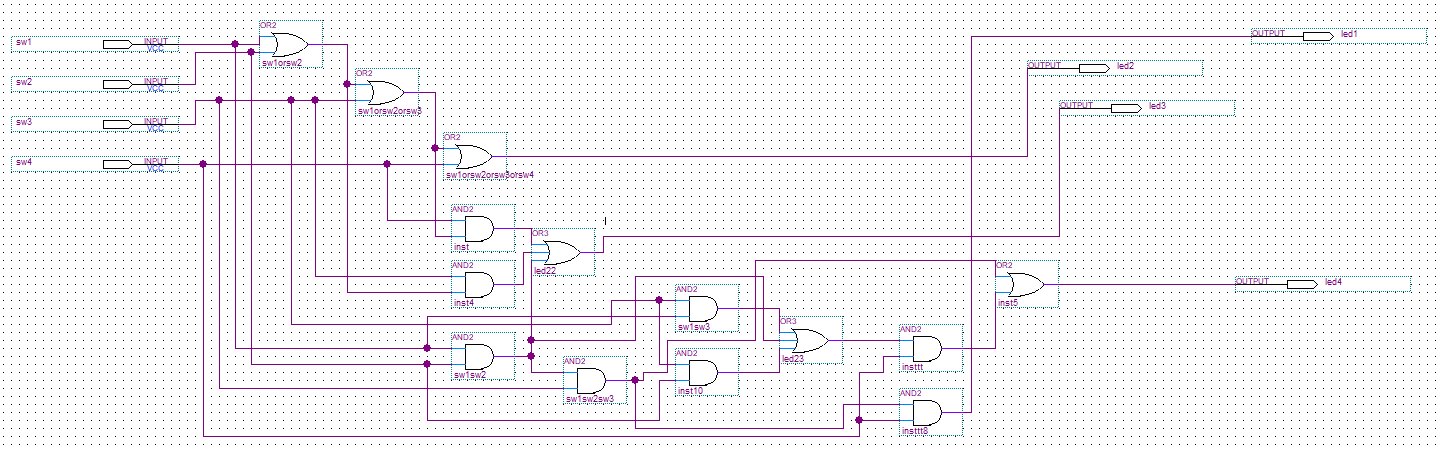 sw1
INPUT
VCC
sw2
INPUT
VCC
sw3
INPUT
VCC
sw4
INPUT
VCC
OR2
sw1orsw2
OR2
sw1orsw2orsw3
OR2
sw1orsw2orsw3orsw4
AND2
inst
AND2
inst4
AND2
sw1sw2
OR3
led22
AND2
sw1sw2sw3
AND2
sw1sw3
AND2
inst10
OR3
led23
AND2
insttt
AND2
insttt8
OR2
inst5
OUTPUT
led1
OUTPUT
led2
OUTPUT
led3
OUTPUT
led4